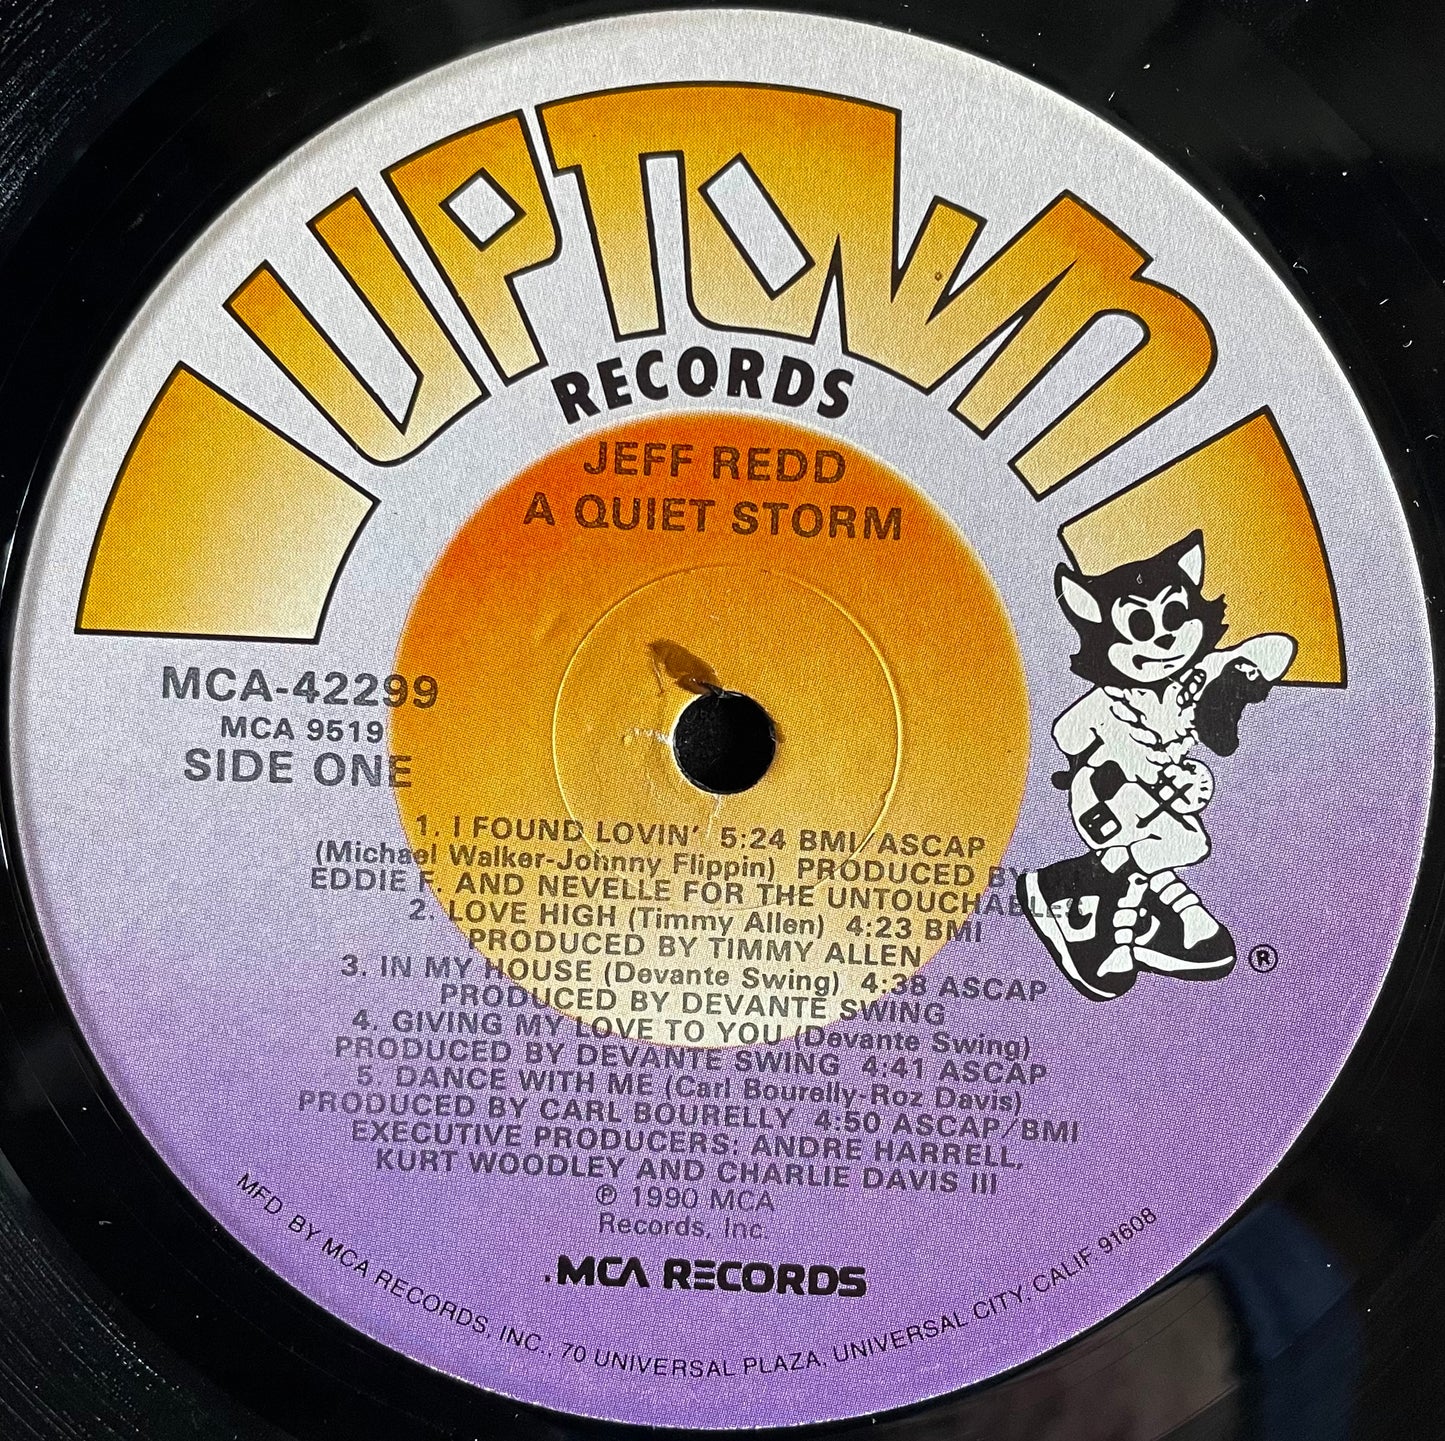 UPTOWN
RECORDS
JEFF REDD
A QUIET STORM
MCA-42299
MCA 9519
SIDE ONE
1. I FOUND LOVIN' 5:24 BMI/ASCAP
(Michael Walker-Johnny Flippin) PRODUCED BY
EDDIE F. AND NEVELLE FOR THE UNTOUCHABLES
2. LOVE HIGH (Timmy Allen) 4:23 BMI
PRODUCED BY TIMMY ALLEN
3. IN MY HOUSE (Devante Swing) 4:38 ASCAP
PRODUCED BY DEVANTE SWING
4. GIVING MY LOVE TO YOU (Devante Swing)
PRODUCED BY DEVANTE SWING 4:41 ASCAP
5. DANCE WITH ME (Carl Bourelly-Roz Davis)
PRODUCED BY CARL BOURELLY 4:50 ASCAP/BMI
EXECUTIVE PRODUCERS: ANDRE HARRELL,
KURT WOODLEY AND CHARLIE DAVIS III
℗ 1990 MCA
Records, Inc.
.MCA RECORDS
MFD. BY MCA RECORDS, INC., 70 UNIVERSAL PLAZA, UNIVERSAL CITY, CALIF. 91608
®